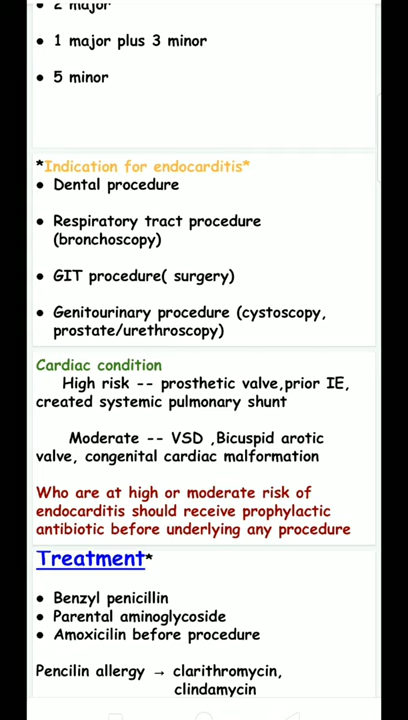 ● 2 major
● 1 major plus 3 minor
● 5 minor
*Indication for endocarditis*
● Dental procedure
● Respiratory tract procedure
(bronchoscopy)
● GIT procedure( surgery)
● Genitourinary procedure (cystoscopy,
prostate/urethroscopy)
Cardiac condition
High risk -- prosthetic valve,prior IE,
created systemic pulmonary shunt
Moderate -- VSD ,Bicuspid arotic
valve, congenital cardiac malformation
Who are at high or moderate risk of
endocarditis should receive prophylactic
antibiotic before underlying any procedure
Treatment*
● Benzyl penicillin
● Parental aminoglycoside
● Amoxicilin before procedure
Pencilin allergy → clarithromycin,
clindamycin